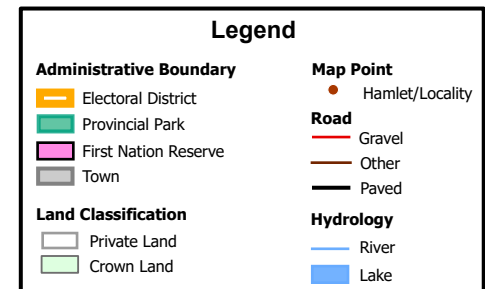 Legend
Administrative Boundary
Electoral District
Provincial Park
First Nation Reserve
Town
Land Classification
Private Land
Crown Land
Map Point
Hamlet/Locality
Road
Gravel
Other
Paved
Hydrology
River
Lake